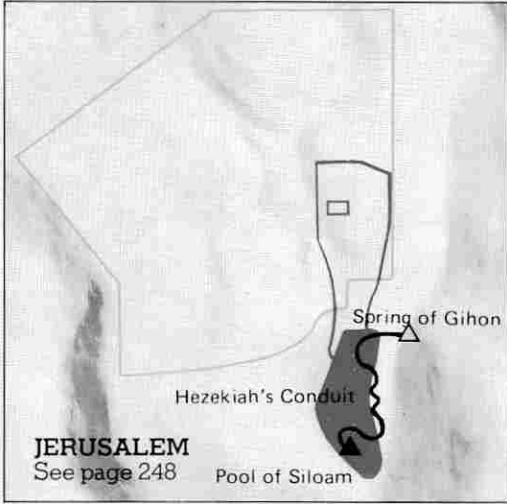 Spring of Gihon
Hezekiah's Conduit
JERUSALEM
See page 248
Pool of Siloam